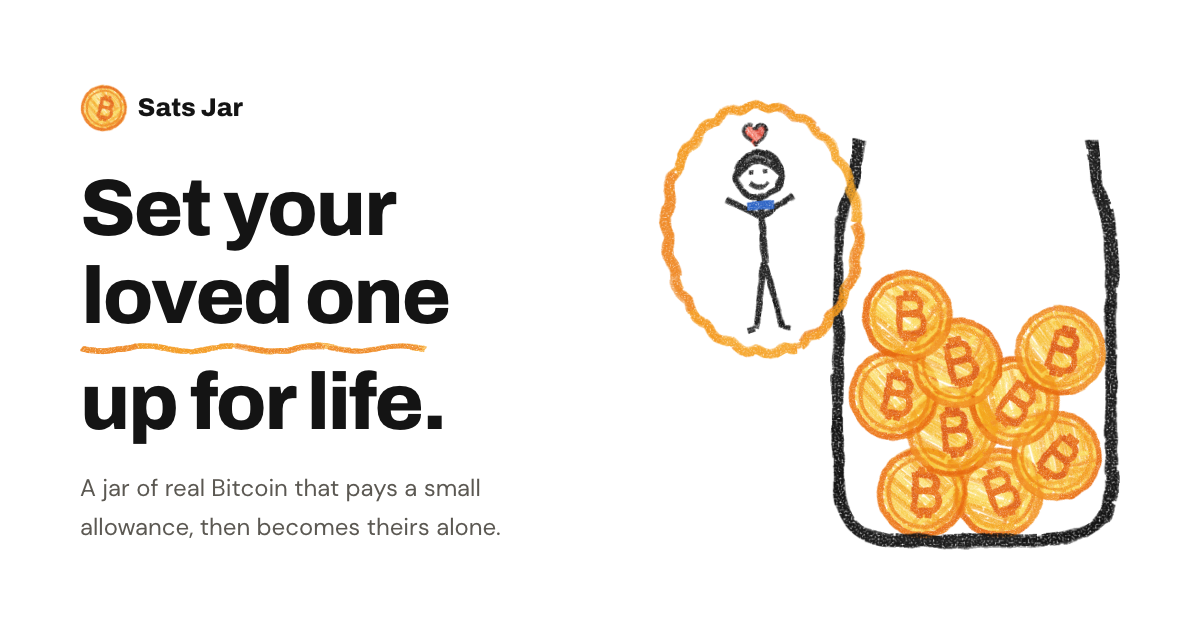 Sats Jar
Set your
loved one
up for life.
A jar of real Bitcoin that pays a small
allowance, then becomes theirs alone.